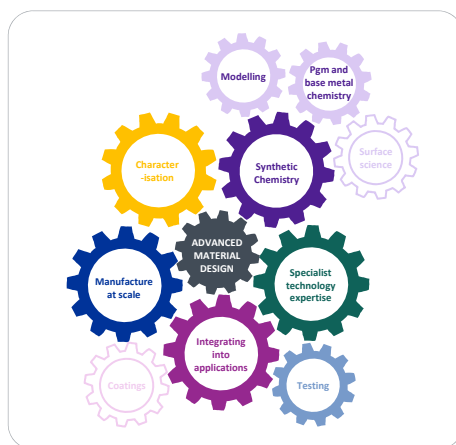 Modelling
Pgm and
base metal
chemistry
Surface
science
Character
-isation
Synthetic
Chemistry
ADVANCED
MATERIAL
DESIGN
Manufacture
at scale
Specialist
technology
expertise
Integrating
into
applications
Coatings
Testing